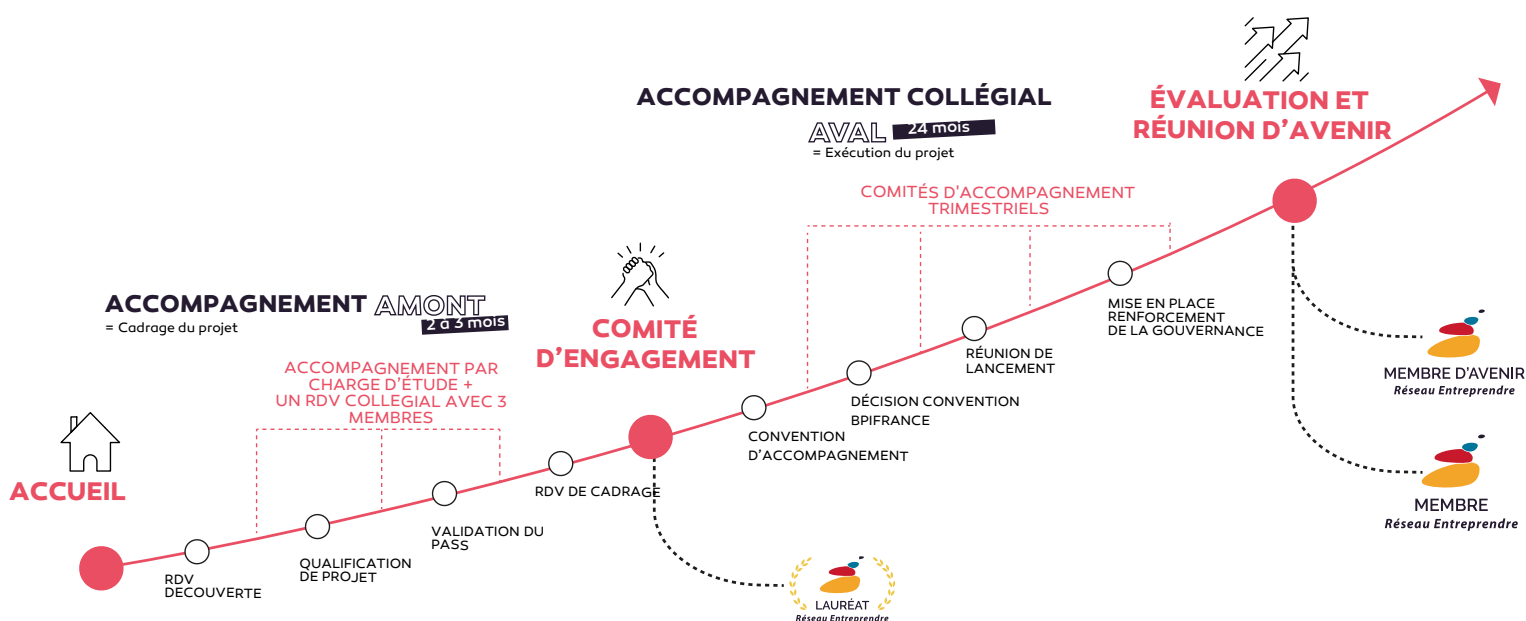 ACCUEIL
ACCOMPAGNEMENT AMONT
2 à 3 mois
= Cadrage du projet
ACCOMPAGNEMENT PAR
CHARGE D'ÉTUDE +
UN RDV COLLEGIAL AVEC 3
MEMBRES
RDV
DECOUVERTE
QUALIFICATION
DE PROJET
VALIDATION DU
PASS
RDV DE CADRAGE
COMITÉ
D'ENGAGEMENT
LAURÉAT
Réseau Entreprendre
ACCOMPAGNEMENT COLLÉGIAL
AVAL 24 mois
= Exécution du projet
COMITÉS D'ACCOMPAGNEMENT
TRIMESTRIELS
CONVENTION
D'ACCOMPAGNEMENT
DÉCISION CONVENTION
BPIFRANCE
RÉUNION DE
LANCEMENT
MISE EN PLACE
RENFORCEMENT
DE LA GOUVERNANCE
ÉVALUATION ET
RÉUNION D'AVENIR
MEMBRE D'AVENIR
Réseau Entreprendre
MEMBRE
Réseau Entreprendre